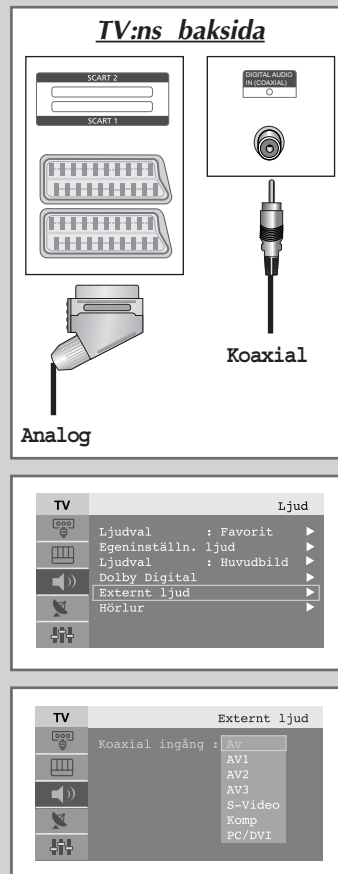 TV:ns baksida
SCART 2
SCART 1
DIGITAL AUDIO
IN (COAXIAL)
Koaxial
Analog
TV Ljud
Ljudval : Favorit ▶
Egeninställn. ljud ▶
Ljudval : Huvudbild ▶
Dolby Digital ▶
Externt ljud ▶
Hörlur ▶
TV Externt ljud
Koaxial ingång : Av
AV1
AV2
AV3
S-Video
Komp
PC/DVI